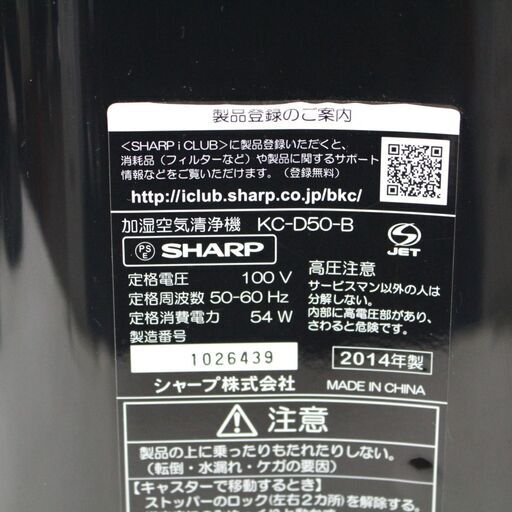 製品登録のご案内
<SHARP i CLUB>に製品登録いただくと、
消耗品（フィルターなど）や製品に関するサポート
情報などをご覧いただけます。（登録無料）
http://iclub.sharp.co.jp/bkc/
加湿空気清浄機 KC-D50-B
PSE SHARP
JET
定格電圧 100 V
定格周波数 50-60 Hz
定格消費電力 54 W
製造番号
1026439
シャープ株式会社
高圧注意
サービスマン以外の人は
分解しない。
内部に高電圧部があり、
さわると危険です。
2014年製
MADE IN CHINA
注意
製品の上に乗ったりもたれたりしない。
（転倒・水漏れ・ケガの要因）
【キャスターで移動するとき】
ストッパーのロック(左右2カ所)を解除する。